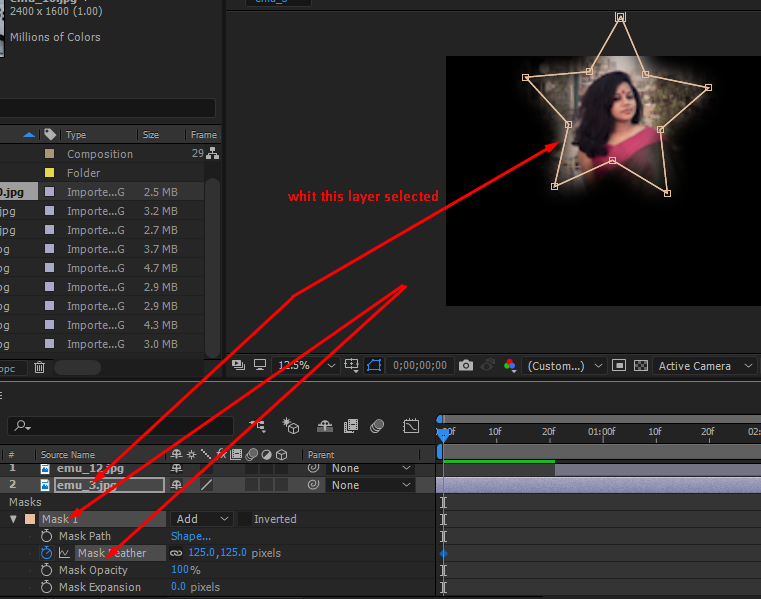 emu_10.jpg
2400 x 1600 (1.00)
Millions of Colors
emu_3
Type Size Frame
Composition 29
Folder
0.jpg Importe...G 2.5 MB
jpg Importe...G 3.2 MB
jpg Importe...G 2.7 MB
pg Importe...G 3.7 MB
pg Importe...G 4.7 MB
pg Importe...G 2.9 MB
pg Importe...G 2.9 MB
pg Importe...G 4.3 MB
pg Importe...G 3.0 MB
whit this layer selected
bpc
12.5% 0;00;00;00 (Custom...) Active Camera
:00f 10f 20f 01:00f 10f 20f 02:0
# Source Name fx Parent
1 emu_12.jpg None
2 emu_3.jpg None
Masks
Mask 1 Add Inverted
Mask Path Shape...
Mask Feather 125.0,125.0 pixels
Mask Opacity 100%
Mask Expansion 0.0 pixels